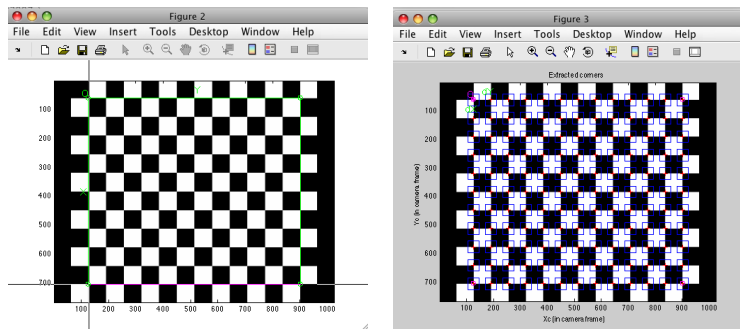 Figure 2
File Edit View Insert Tools Desktop Window Help
O
Y
X
100
200
300
400
500
600
700
100 200 300 400 500 600 700 800 900 1000
Figure 3
File Edit View Insert Tools Desktop Window Help
Extracted corners
O
dY
dX
Yc (in camera frame)
100
200
300
400
500
600
700
100 200 300 400 500 600 700 800 900 1000
Xc (in camera frame)